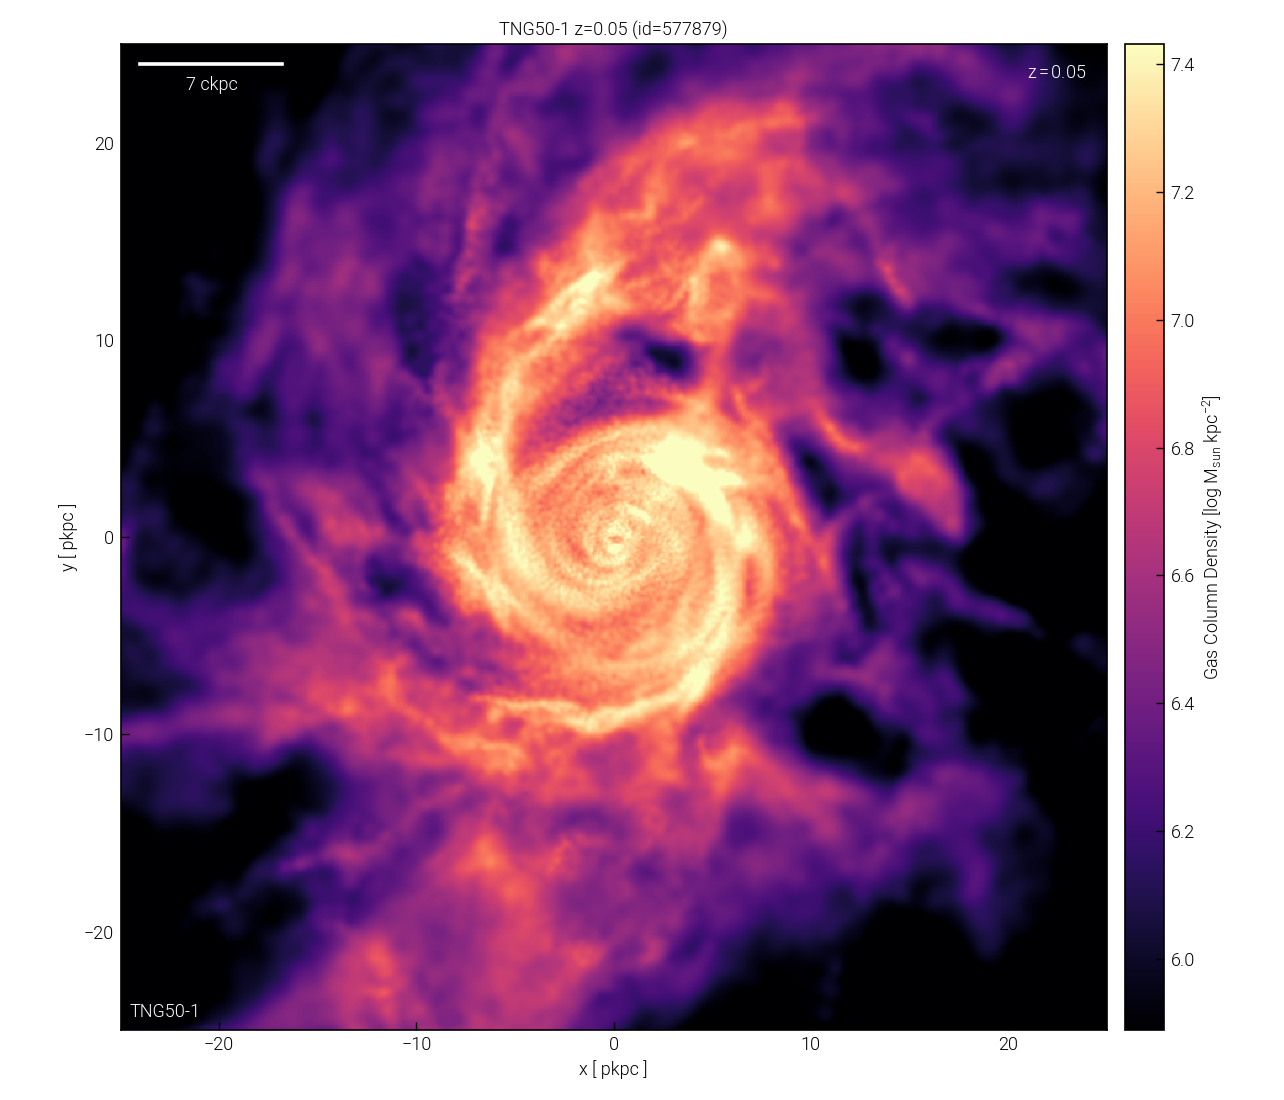 TNG50-1 z=0.05 (id=577879)
7 ckpc
z=0.05
TNG50-1
20
10
0
−10
−20
y [ pkpc ]
−20
−10
0
10
20
x [ pkpc ]
7.4
7.2
7.0
6.8
6.6
6.4
6.2
6.0
Gas Column Density [log M_sun kpc^−2]